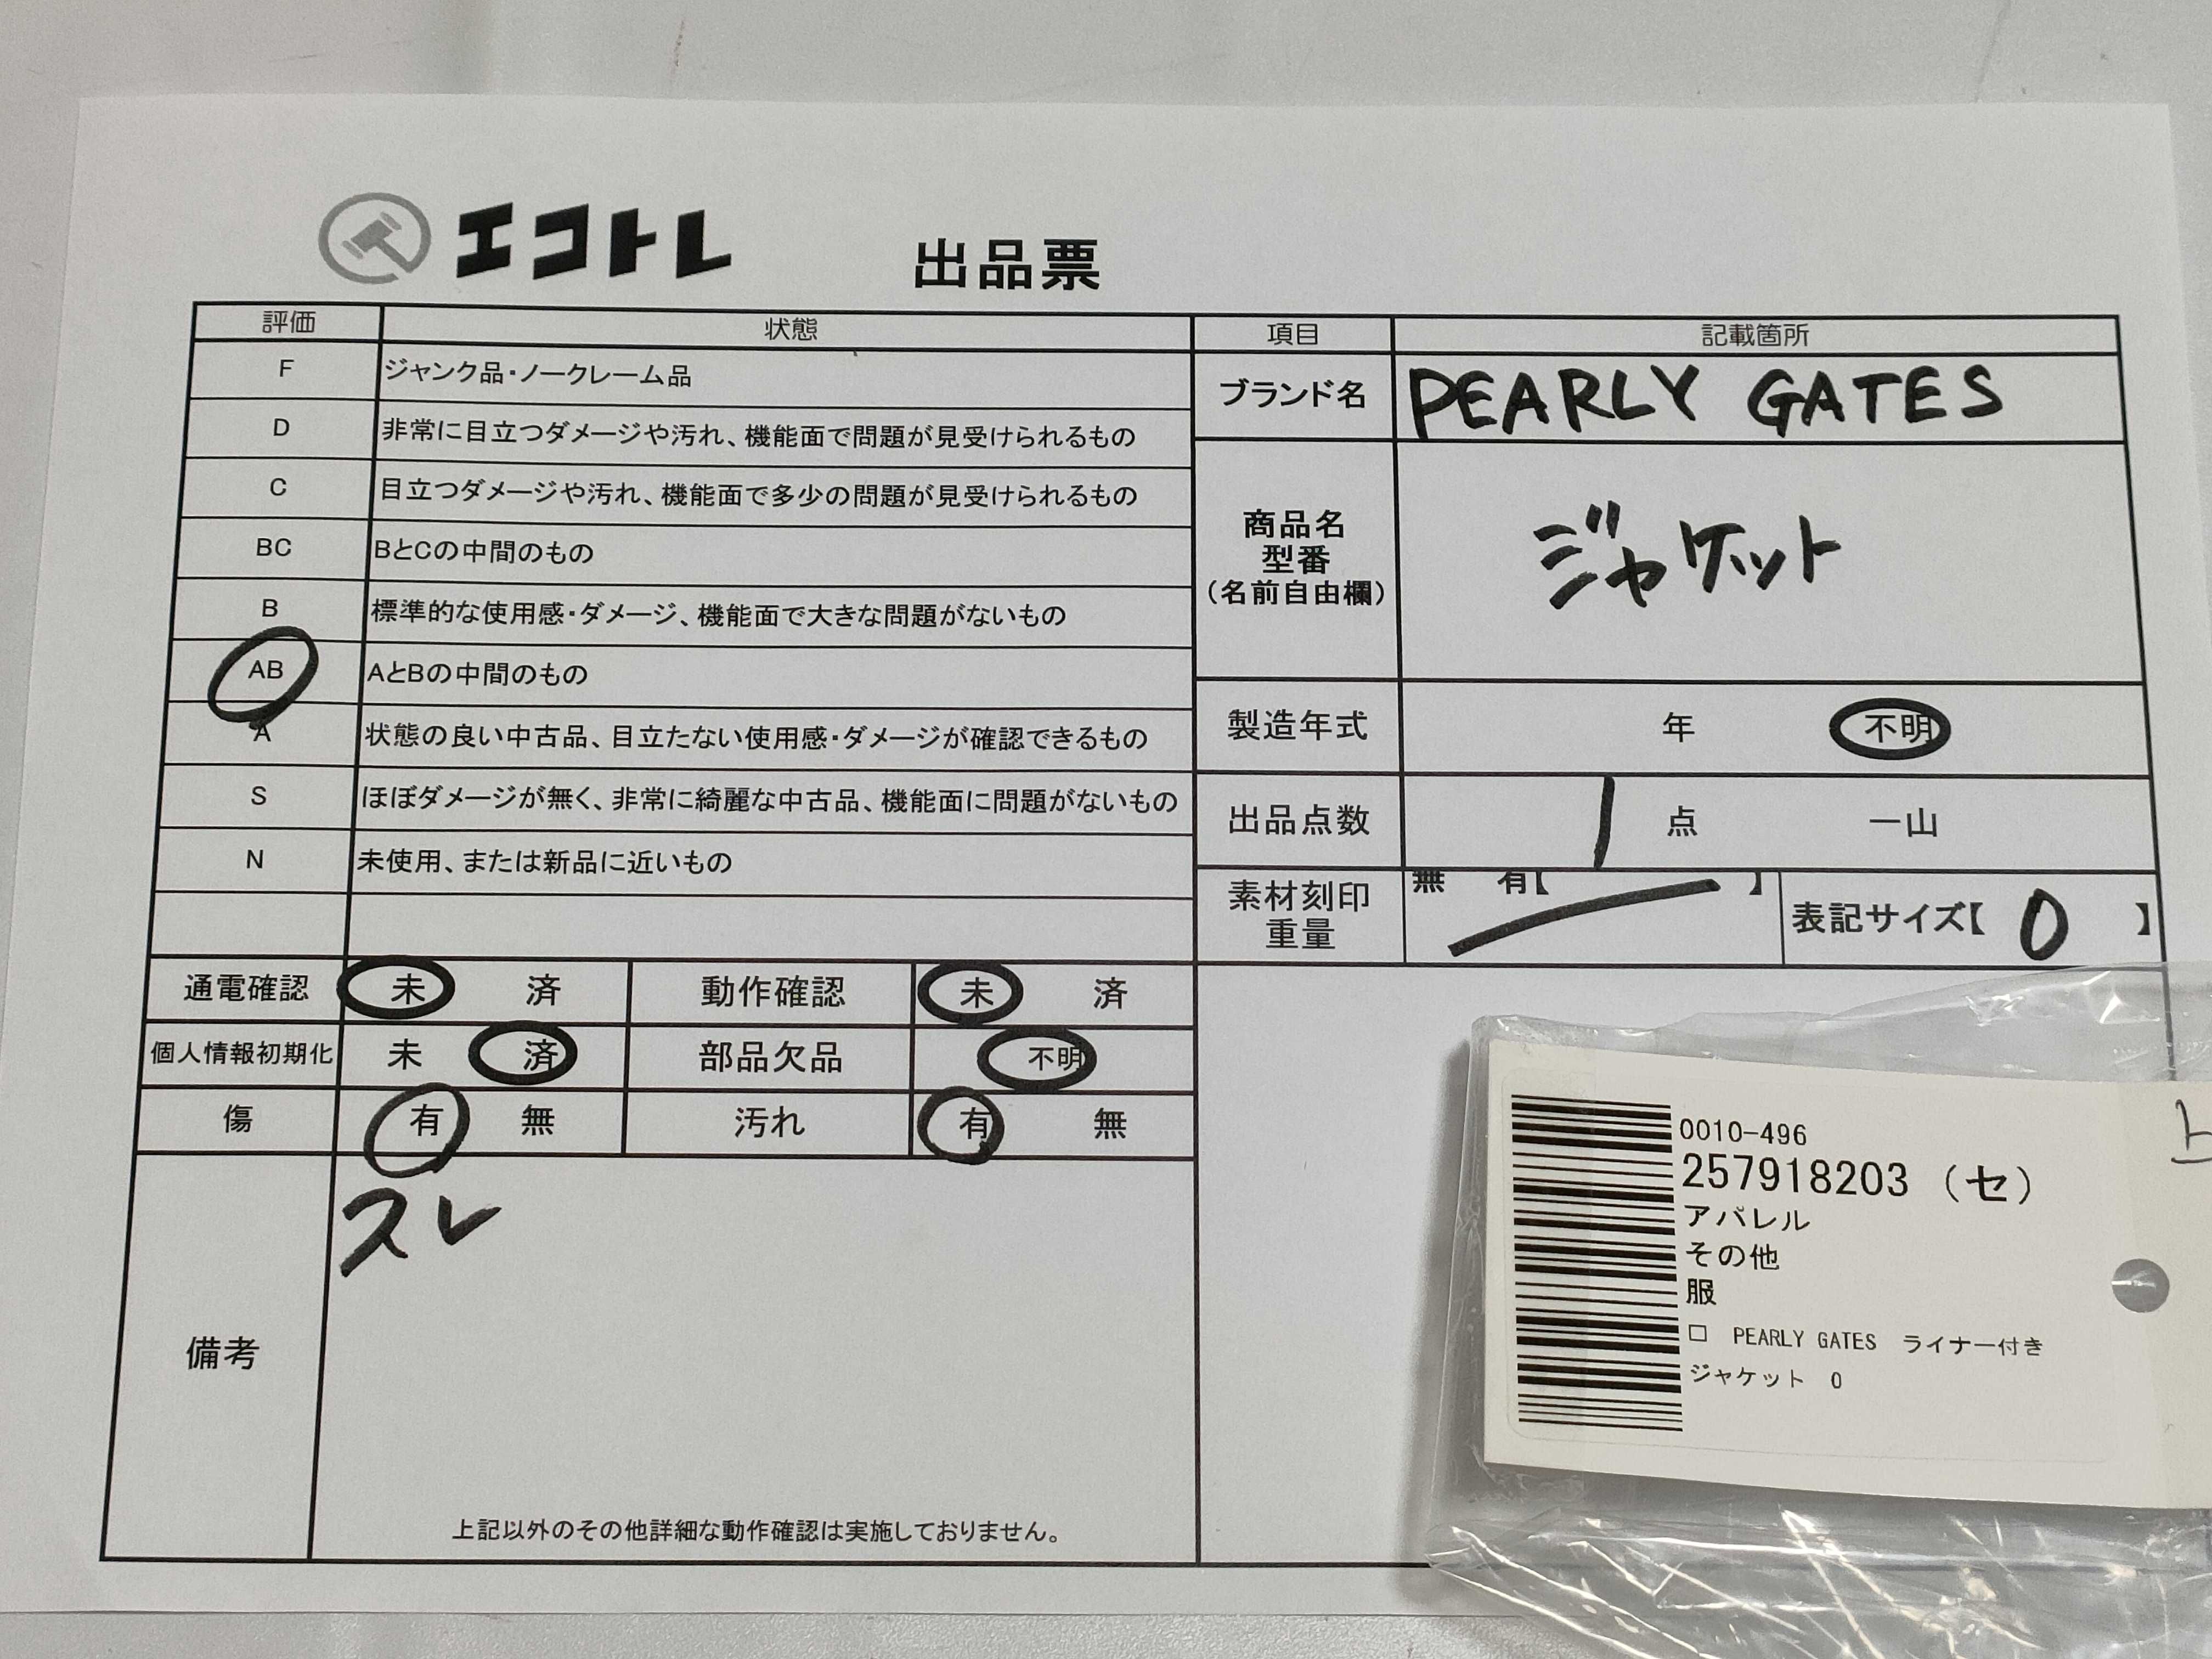 エコトレ 出品票
評価 状態
F ジャンク品・ノークレーム品
D 非常に目立つダメージや汚れ、機能面で問題が見受けられるもの
C 目立つダメージや汚れ、機能面で多少の問題が見受けられるもの
BC BとCの中間のもの
B 標準的な使用感・ダメージ、機能面で大きな問題がないもの
AB AとBの中間のもの
A 状態の良い中古品、目立たない使用感・ダメージが確認できるもの
S ほぼダメージが無く、非常に綺麗な中古品、機能面に問題がないもの
N 未使用、または新品に近いもの
通電確認 未 済 動作確認 未 済
個人情報初期化 未 済 部品欠品 不明
傷 有 無 汚れ 有 無
備考
スレ
上記以外のその他詳細な動作確認は実施しておりません。
項目 記載箇所
ブランド名 PEARLY GATES
商品名
型番
(名前自由欄)
ジャケット
製造年式 年 不明
出品点数 1 点 一山
素材刻印
重量
無 有【 】
表記サイズ【 0 】
0010-496
257918203 (セ)
アパレル
その他
服
□ PEARLY GATES ライナー付き
ジャケット 0
上